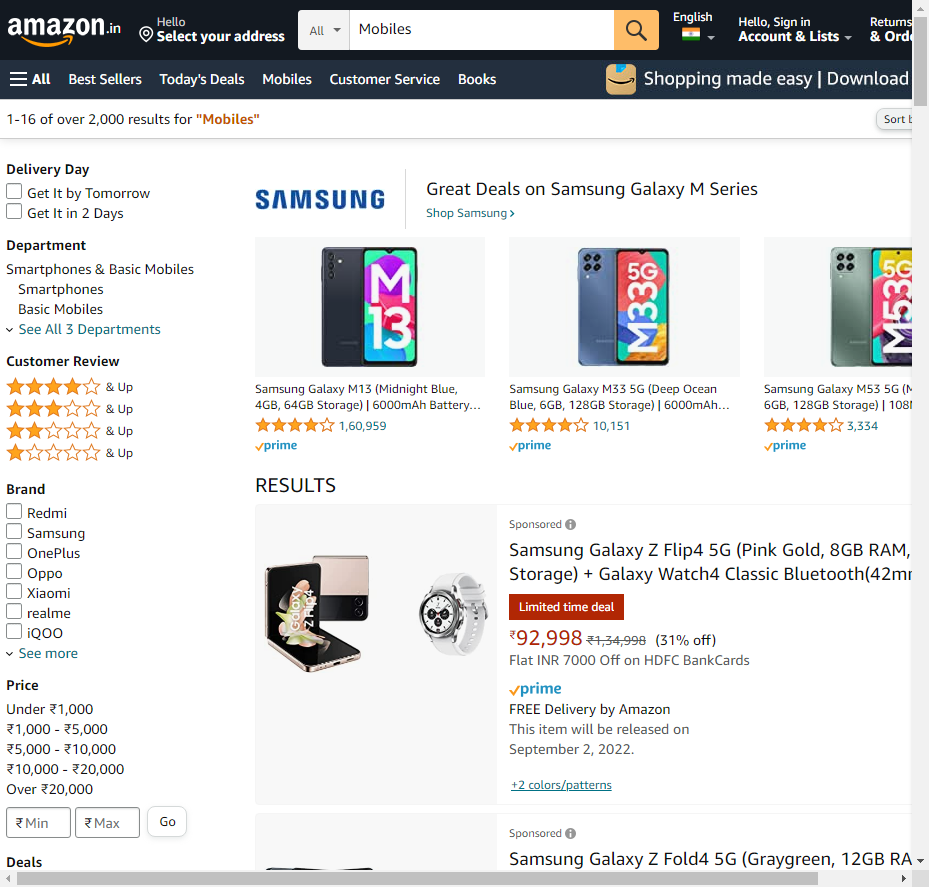 amazon.in
Hello
Select your address
All
Mobiles
English
Hello, Sign in
Account & Lists
Returns
& Orde
All
Best Sellers
Today's Deals
Mobiles
Customer Service
Books
Shopping made easy | Download
1-16 of over 2,000 results for "Mobiles"
Sort b
Delivery Day
Get It by Tomorrow
Get It in 2 Days
Department
Smartphones & Basic Mobiles
Smartphones
Basic Mobiles
See All 3 Departments
Customer Review
& Up
& Up
& Up
& Up
Brand
Redmi
Samsung
OnePlus
Oppo
Xiaomi
realme
iQOO
See more
Price
Under ₹1,000
₹1,000 - ₹5,000
₹5,000 - ₹10,000
₹10,000 - ₹20,000
Over ₹20,000
₹ Min
₹ Max
Go
Deals
SAMSUNG
Great Deals on Samsung Galaxy M Series
Shop Samsung ›
M
13
Samsung Galaxy M13 (Midnight Blue,
4GB, 64GB Storage) | 6000mAh Battery…
1,60,959
prime
M33 5G
Samsung Galaxy M33 5G (Deep Ocean
Blue, 6GB, 128GB Storage) | 6000mAh…
10,151
prime
M53 5G
Samsung Galaxy M53 5G (M
6GB, 128GB Storage) | 108M
3,334
prime
RESULTS
Galaxy
Z Flip4
Sponsored
Samsung Galaxy Z Flip4 5G (Pink Gold, 8GB RAM,
Storage) + Galaxy Watch4 Classic Bluetooth(42mm
Limited time deal
₹92,998 ₹1,34,998 (31% off)
Flat INR 7000 Off on HDFC BankCards
prime
FREE Delivery by Amazon
This item will be released on
September 2, 2022.
+2 colors/patterns
Sponsored
Samsung Galaxy Z Fold4 5G (Graygreen, 12GB RA